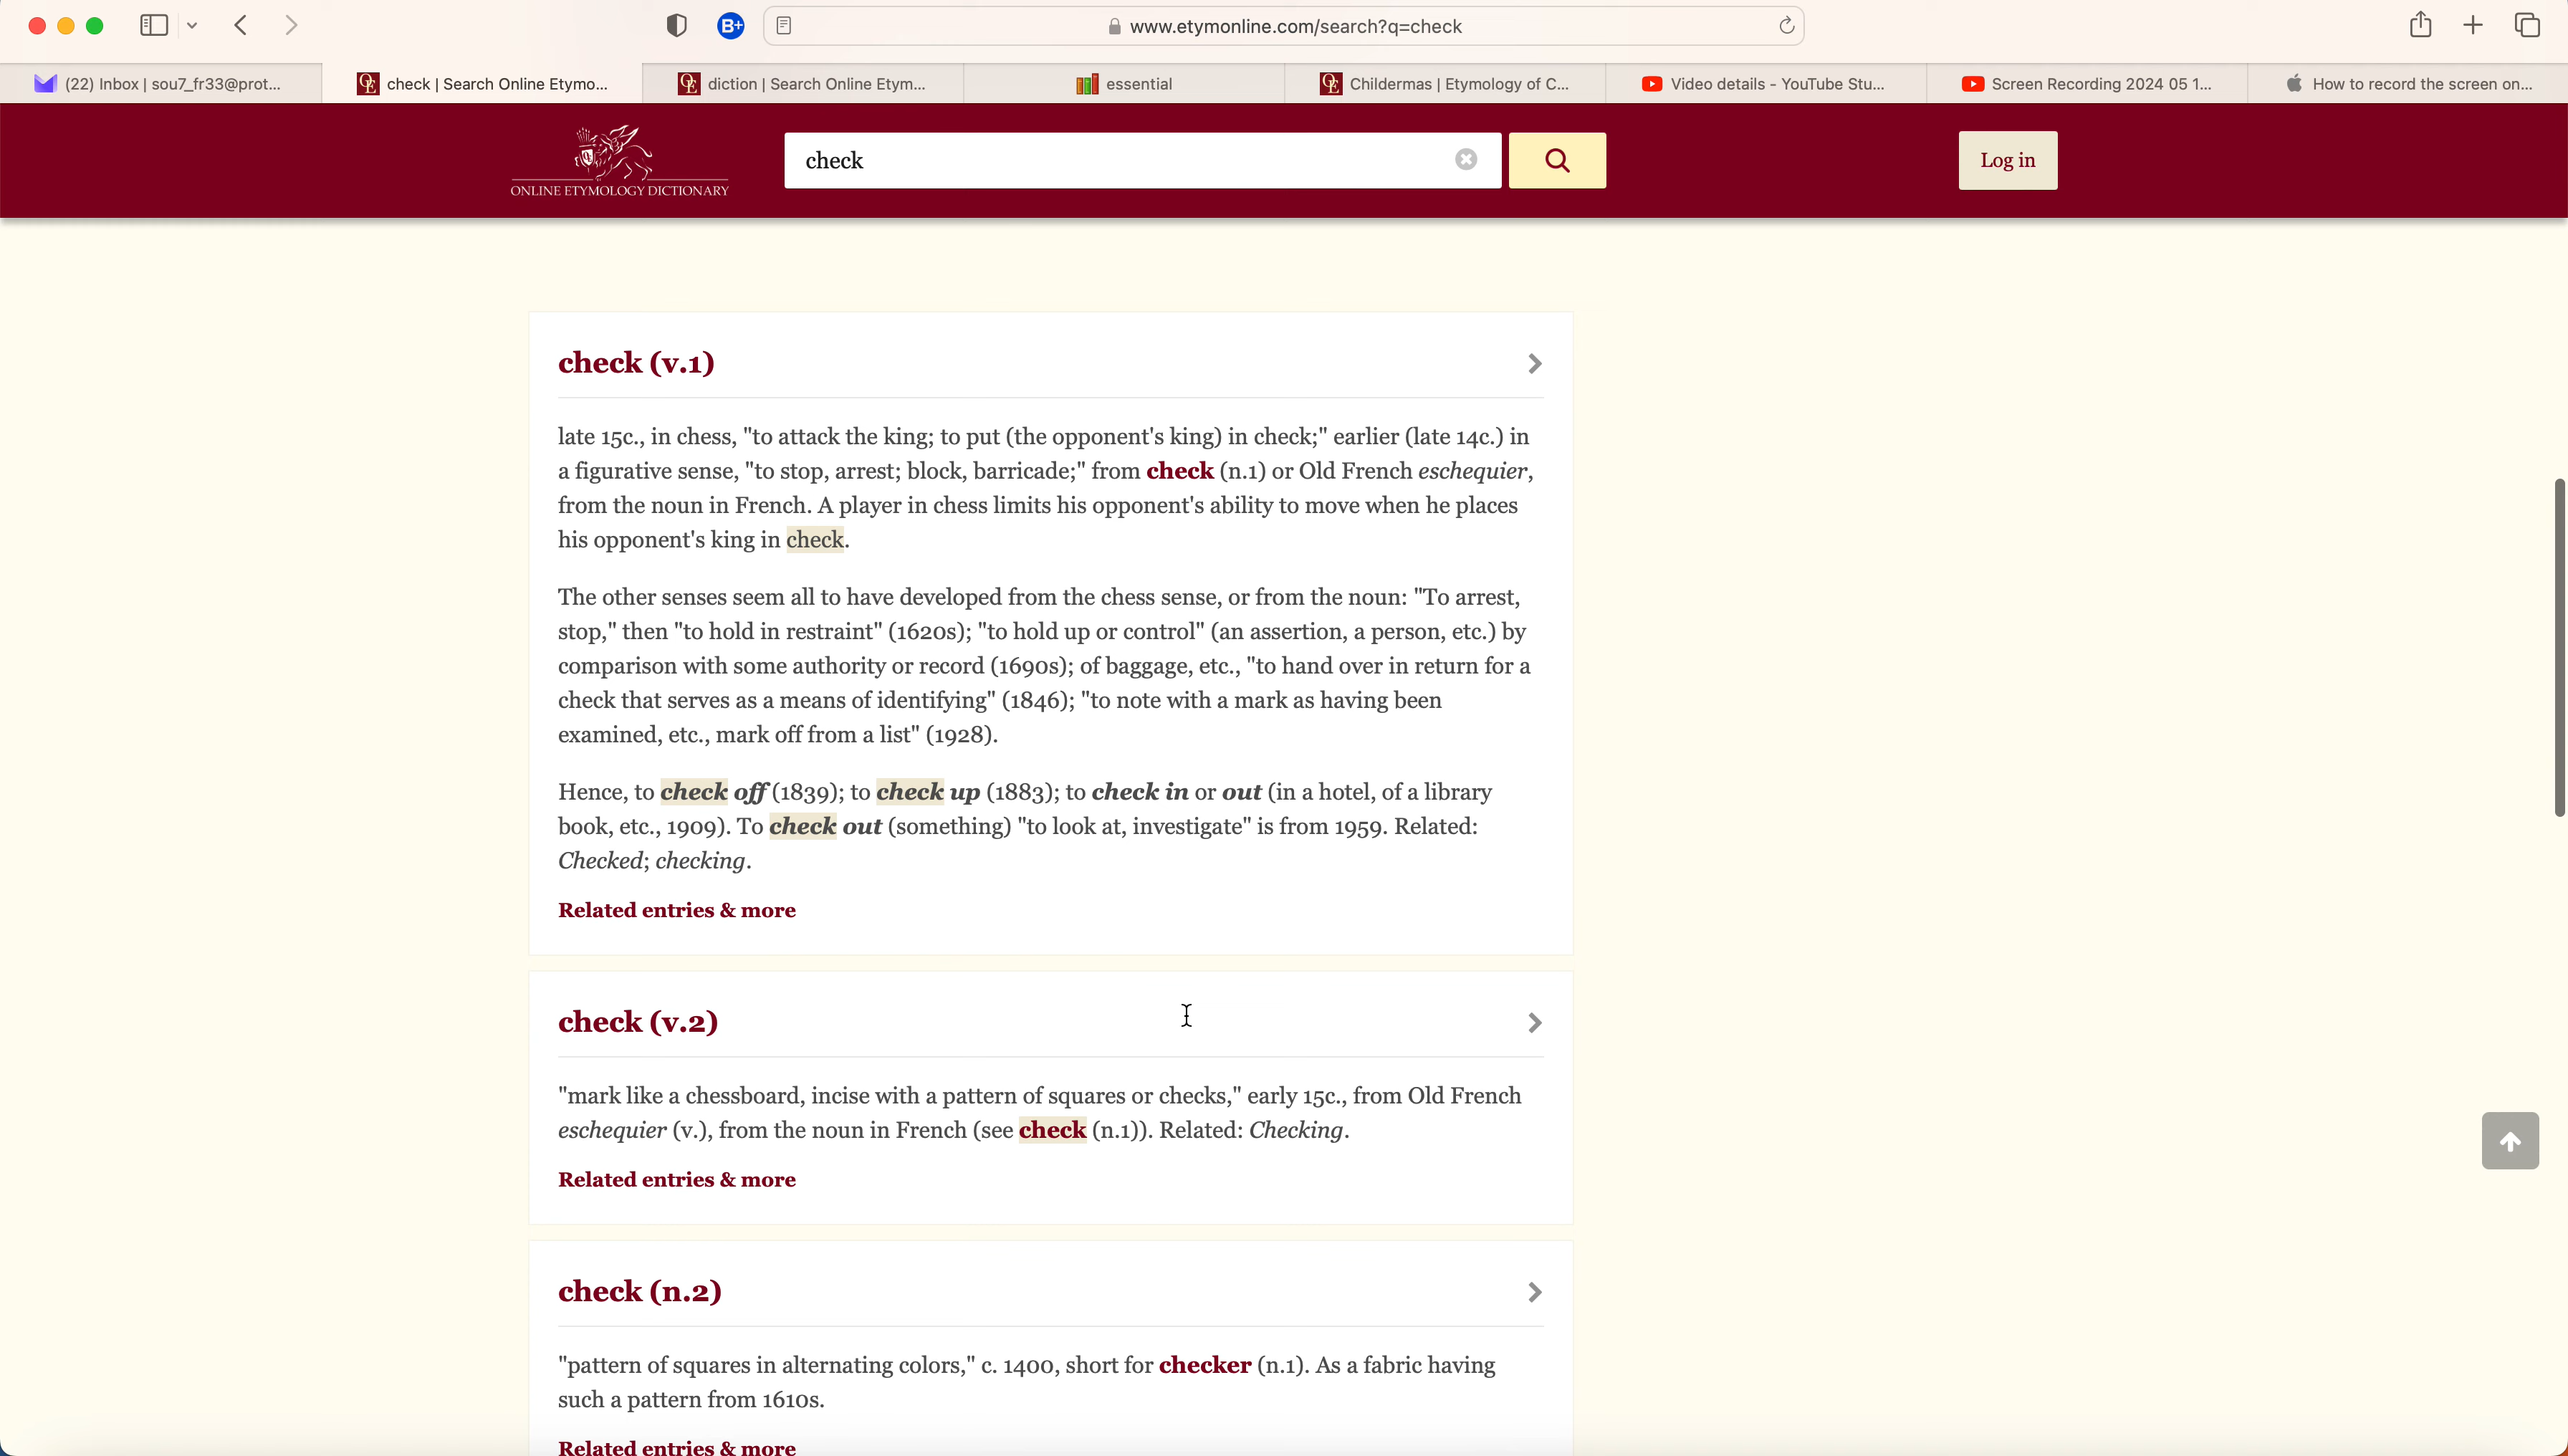 B+
www.etymonline.com/search?q=check
(22) Inbox | sou7_fr33@prot...
check | Search Online Etymo...
diction | Search Online Etym...
essential
Childermas | Etymology of C...
Video details - YouTube Stu...
Screen Recording 2024 05 1...
How to record the screen on...
ONLINE ETYMOLOGY DICTIONARY
check
Log in
check (v.1)
late 15c., in chess, "to attack the king; to put (the opponent's king) in check;" earlier (late 14c.) in
a figurative sense, "to stop, arrest; block, barricade;" from check (n.1) or Old French eschequier,
from the noun in French. A player in chess limits his opponent's ability to move when he places
his opponent's king in check.
The other senses seem all to have developed from the chess sense, or from the noun: "To arrest,
stop," then "to hold in restraint" (1620s); "to hold up or control" (an assertion, a person, etc.) by
comparison with some authority or record (1690s); of baggage, etc., "to hand over in return for a
check that serves as a means of identifying" (1846); "to note with a mark as having been
examined, etc., mark off from a list" (1928).
Hence, to check off (1839); to check up (1883); to check in or out (in a hotel, of a library
book, etc., 1909). To check out (something) "to look at, investigate" is from 1959. Related:
Checked; checking.
Related entries & more
check (v.2)
"mark like a chessboard, incise with a pattern of squares or checks," early 15c., from Old French
eschequier (v.), from the noun in French (see check (n.1)). Related: Checking.
Related entries & more
check (n.2)
"pattern of squares in alternating colors," c. 1400, short for checker (n.1). As a fabric having
such a pattern from 1610s.
Related entries & more